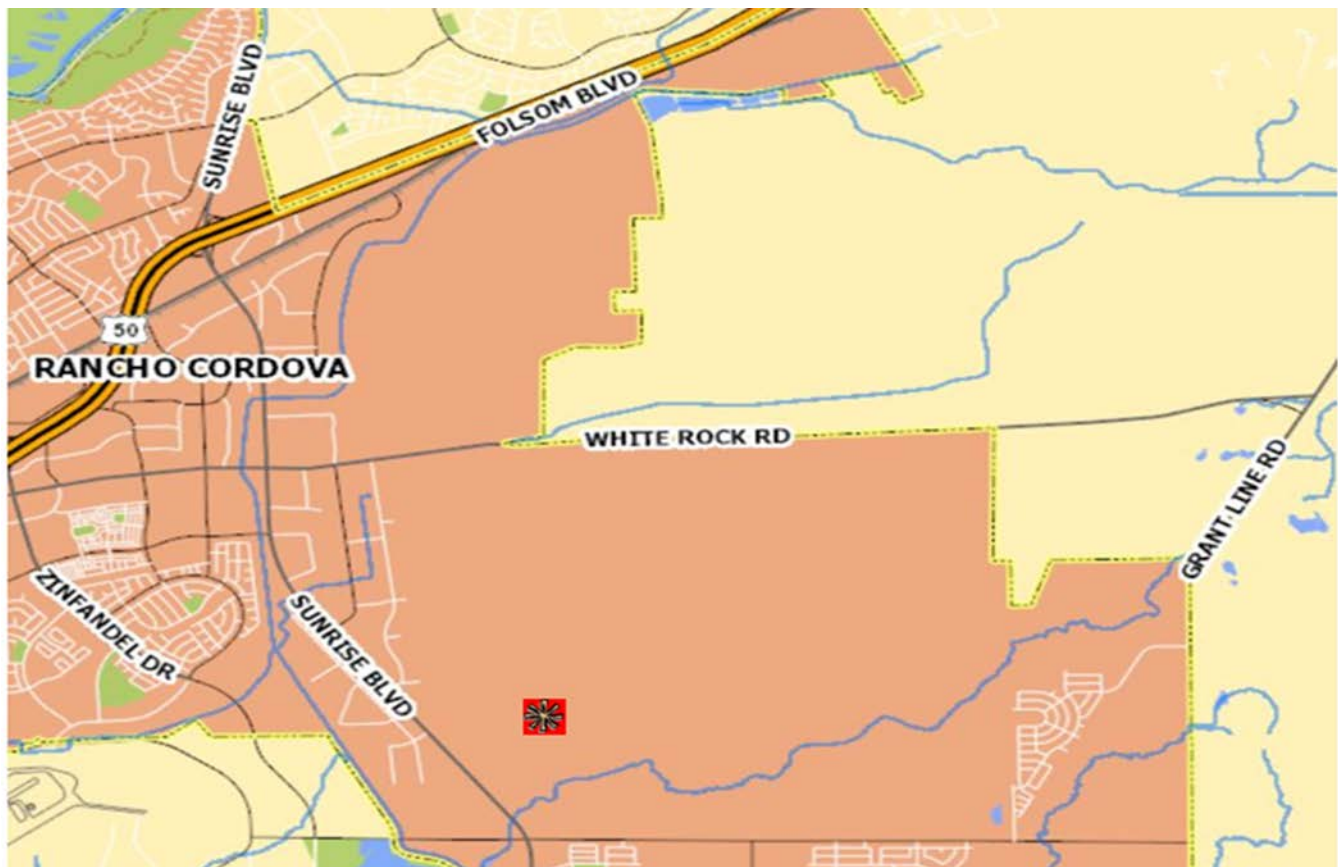 SUNRISE BLVD
FOLSOM BLVD
50
RANCHO CORDOVA
WHITE ROCK RD
GRANT LINE RD
ZINFANDEL DR
SUNRISE BLVD